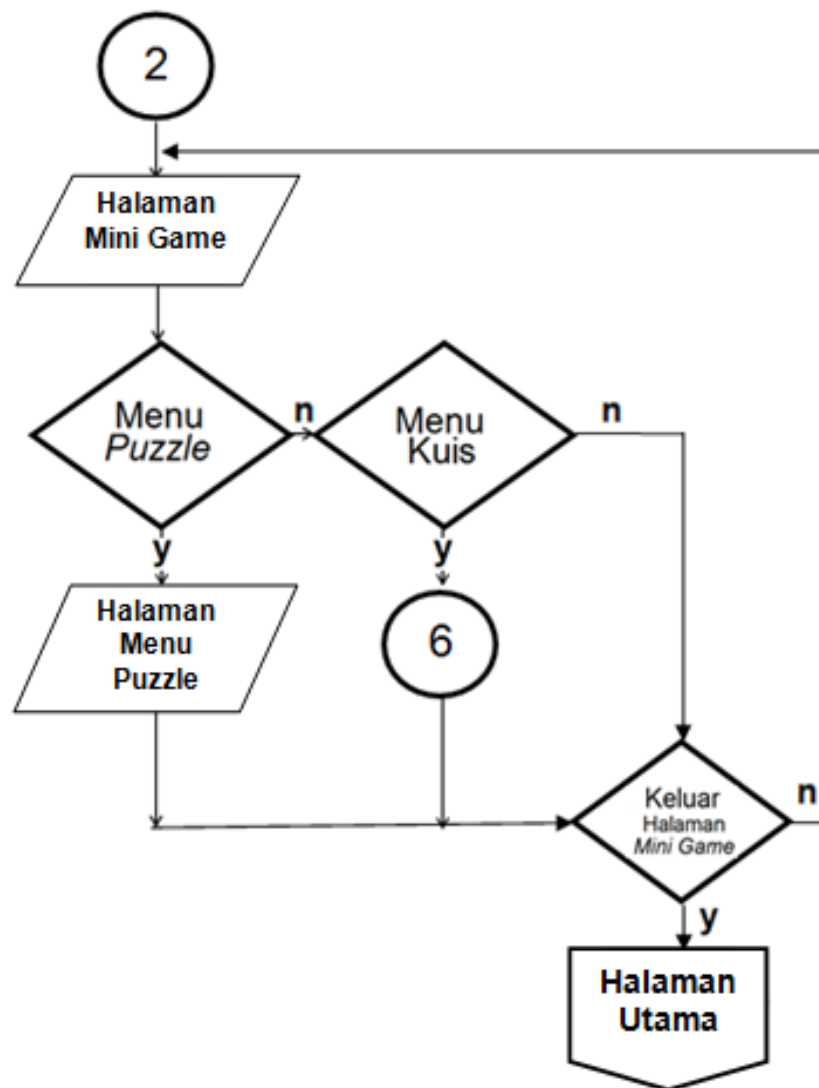 2
Halaman
Mini Game
Menu
Puzzle
n
Menu
Kuis
n
y
y
Halaman
Menu
Puzzle
6
Keluar
Halaman
Mini Game
n
y
Halaman
Utama